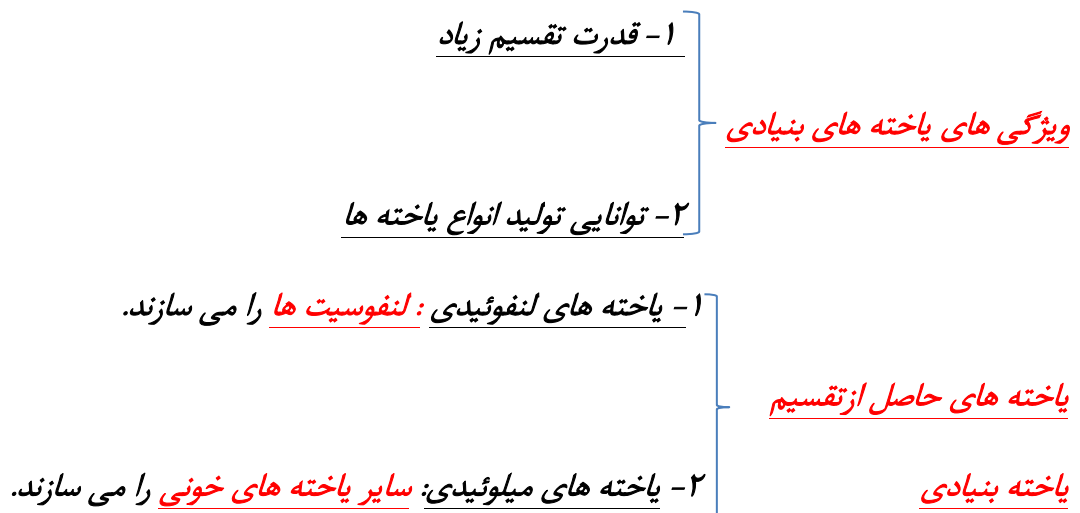 ۱- قدرت تقسیم زیاد
ویژگی های یاخته های بنیادی
۲- توانایی تولید انواع یاخته ها
۱- یاخته های لنفوئیدی : لنفوسیت ها را می سازند.
یاخته های حاصل ازتقسیم
یاخته بنیادی
۲- یاخته های میلوئیدی: سایر یاخته های خونی را می سازند.